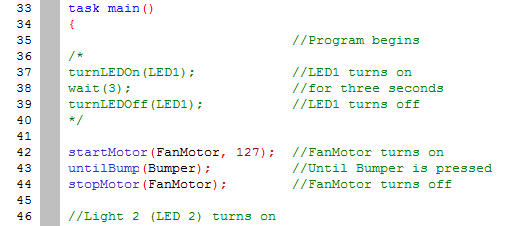 33 task main()
34 {
35 //Program begins
36 /*
37 turnLEDOn(LED1); //LED1 turns on
38 wait(3); //for three seconds
39 turnLEDOff(LED1); //LED1 turns off
40 */
41
42 startMotor(FanMotor, 127); //FanMotor turns on
43 untilBump(Bumper); //Until Bumper is pressed
44 stopMotor(FanMotor); //FanMotor turns off
45
46 //Light 2 (LED 2) turns on